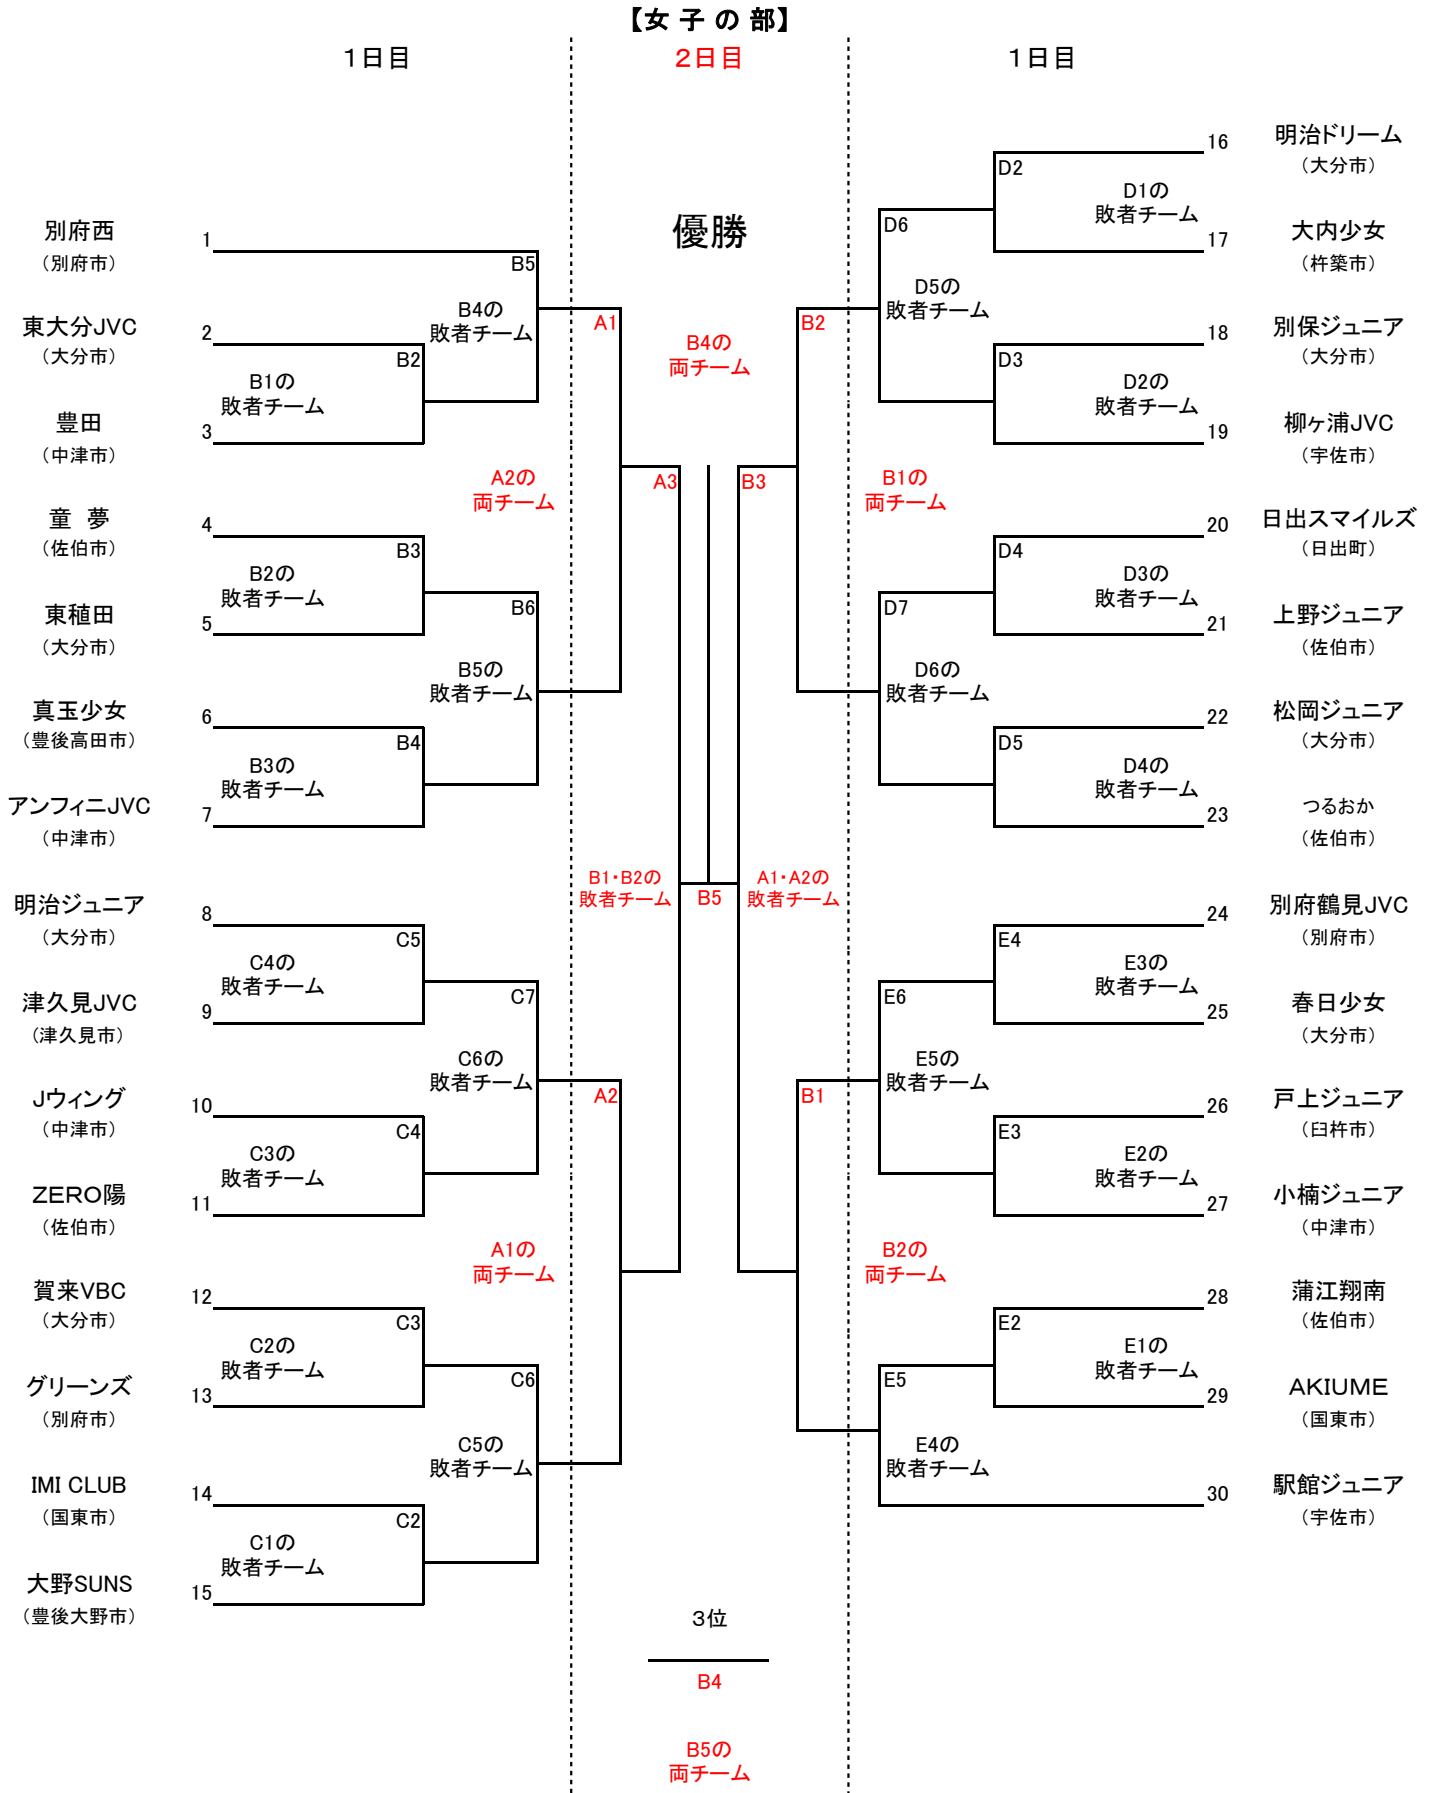 【女 子 の 部】
1日目
2日目
1日目
優勝
別府西
（別府市）
1
東大分JVC
（大分市）
2
豊田
（中津市）
3
童　夢
（佐伯市）
4
東稙田
（大分市）
5
真玉少女
（豊後高田市）
6
アンフィニJVC
（中津市）
7
明治ジュニア
（大分市）
8
津久見JVC
（津久見市）
9
Jウィング
（中津市）
10
ZERO陽
（佐伯市）
11
賀来VBC
（大分市）
12
グリーンズ
（別府市）
13
IMI CLUB
（国東市）
14
大野SUNS
（豊後大野市）
15
B5
B4の
敗者チーム
B2
B1の
敗者チーム
B3
B2の
敗者チーム
B6
B5の
敗者チーム
B4
B3の
敗者チーム
C5
C4の
敗者チーム
C7
C6の
敗者チーム
C4
C3の
敗者チーム
C3
C2の
敗者チーム
C6
C5の
敗者チーム
C2
C1の
敗者チーム
A1
A2の
両チーム
A3
A2
A1の
両チーム
B4の
両チーム
B1・B2の
敗者チーム
B5
A1・A2の
敗者チーム
B2
B3
B1の
両チーム
B1
B2の
両チーム
3位
B4
B5の
両チーム
D2
D1の
敗者チーム
D6
D5の
敗者チーム
D3
D2の
敗者チーム
D4
D3の
敗者チーム
D7
D6の
敗者チーム
D5
D4の
敗者チーム
E4
E3の
敗者チーム
E6
E5の
敗者チーム
E3
E2の
敗者チーム
E2
E1の
敗者チーム
E5
E4の
敗者チーム
16
明治ドリーム
（大分市）
17
大内少女
（杵築市）
18
別保ジュニア
（大分市）
19
柳ヶ浦JVC
（宇佐市）
20
日出スマイルズ
（日出町）
21
上野ジュニア
（佐伯市）
22
松岡ジュニア
（大分市）
23
つるおか
（佐伯市）
24
別府鶴見JVC
（別府市）
25
春日少女
（大分市）
26
戸上ジュニア
（臼杵市）
27
小楠ジュニア
（中津市）
28
蒲江翔南
（佐伯市）
29
AKIUME
（国東市）
30
駅館ジュニア
（宇佐市）